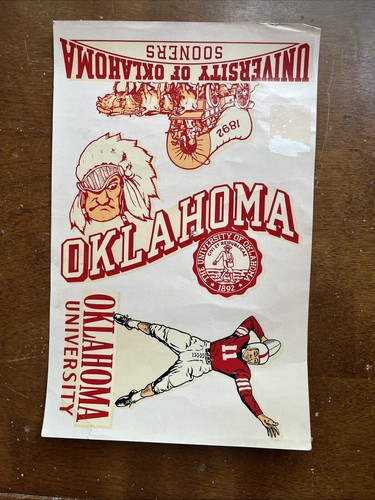 UNIVERSITY OF OKLAHOMA
SOONERS
1892
OKLAHOMA
THE UNIVERSITY OF OKLAHOMA
1892
OKLAHOMA
UNIVERSITY
11